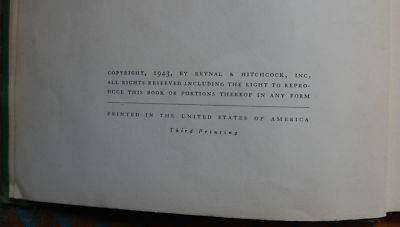 COPYRIGHT, 1943, BY REYNAL & HITCHCOCK, INC.
ALL RIGHTS RESERVED INCLUDING THE RIGHT TO REPRO-
DUCE THIS BOOK OR PORTIONS THEREOF IN ANY FORM
PRINTED IN THE UNITED STATES OF AMERICA
Third Printing